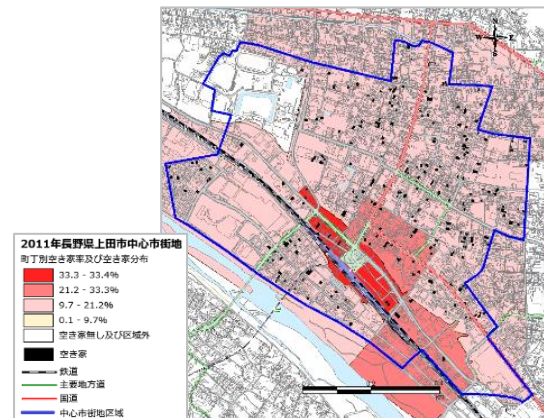 N
W
E
S
2011年長野県上田市中心市街地
町丁別空き家率及び空き家分布
33.3 - 33.4%
21.2 - 33.3%
9.7 - 21.2%
0.1 - 9.7%
空き家無し及び区域外
空き家
鉄道
主要地方道
国道
中心市街地区域